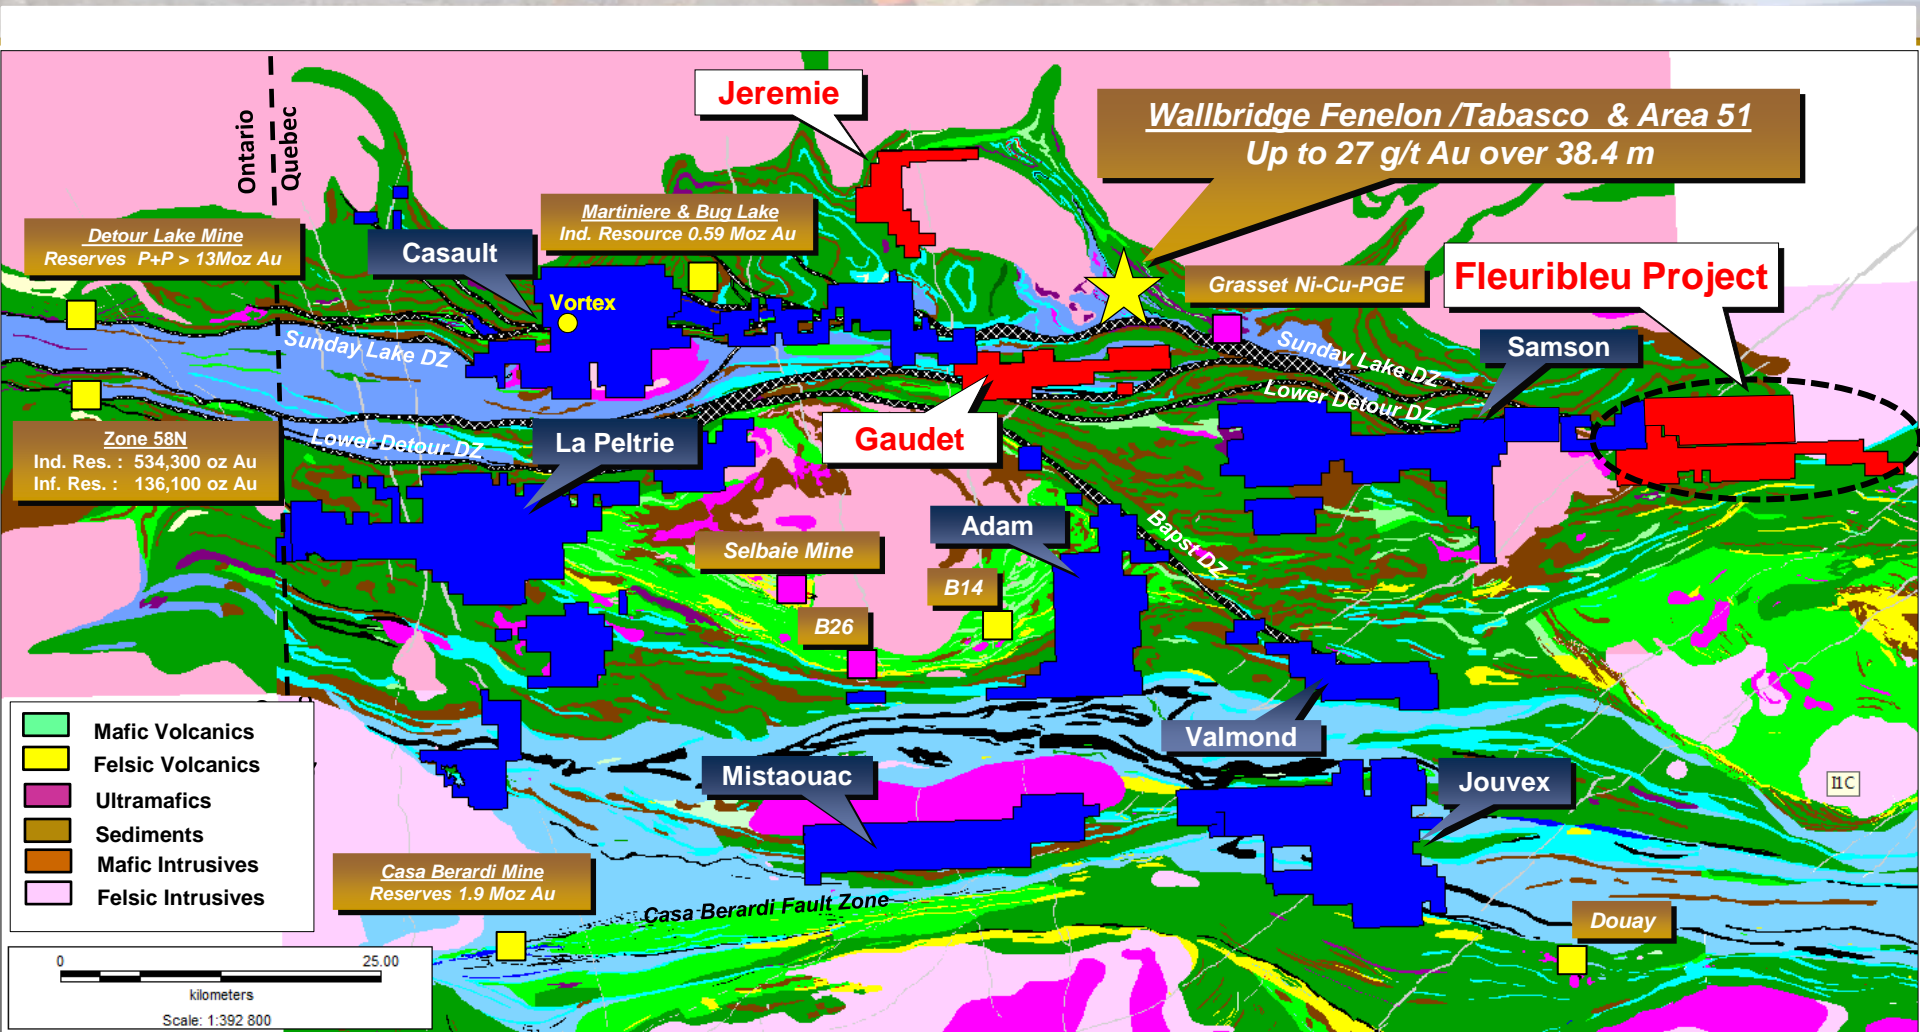 Jeremie
Wallbridge Fenelon /Tabasco & Area 51
Up to 27 g/t Au over 38.4 m
Ontario
Quebec
Detour Lake Mine
Reserves P+P > 13Moz Au
Casault
Martiniere & Bug Lake
Ind. Resource 0.59 Moz Au
Vortex
Grasset Ni-Cu-PGE
Fleuribleu Project
Samson
Sunday Lake DZ
Sunday Lake DZ
Lower Detour DZ
Lower Detour DZ
Gaudet
La Peltrie
Zone 58N
Ind. Res. : 534,300 oz Au
Inf. Res. : 136,100 oz Au
Adam
Bapst DZ
Selbaie Mine
B14
B26
Valmond
Mistaouac
Jouvex
I1C
Mafic Volcanics
Felsic Volcanics
Ultramafics
Sediments
Mafic Intrusives
Felsic Intrusives
Casa Berardi Mine
Reserves 1.9 Moz Au
Casa Berardi Fault Zone
Douay
0 25.00
kilometers
Scale: 1:392 800